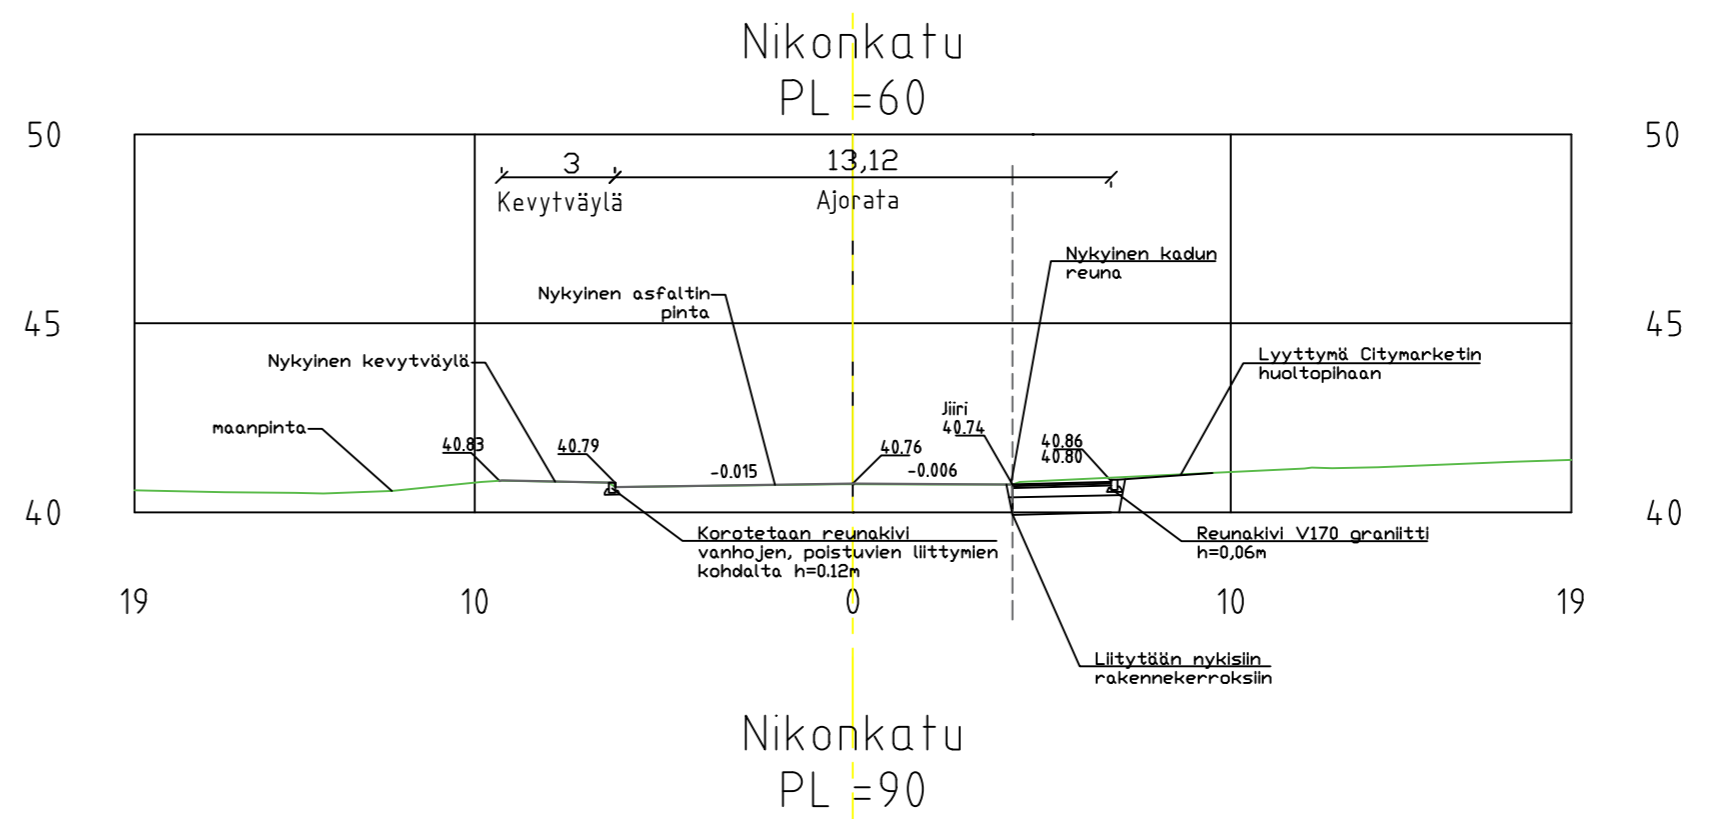 Nikonkatu
PL =60
50
50
3
13,12
Kevytväylä
Ajorata
Nykyinen kadun
reuna
Nykyinen asfaltin
pinta
45
45
Nykyinen kevytväylä
Lyyttymä Citymarketin
huoltopihaan
maanpinta
40.83
40.79
-0.015
40.76
-0.006
Jiiri
40.74
40.86
40.80
40
40
Korotetaan reunakivi
vanhojen, poistuvien liittymien
kohdalta h=0.12m
Reunakivi V170 graniitti
h=0,06m
19
10
0
10
19
Liitytään nykisiin
rakennekerroksiin
Nikonkatu
PL =90